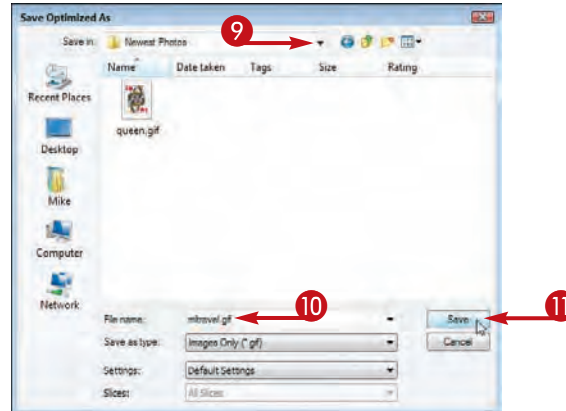 Save Optimized As
Save in: Newest Photos
9
Name Date taken Tags Size Rating
Recent Places
queen.gif
Desktop
Mike
Computer
Network
File name: mtravel.gif
10
Save
11
Save as type: Images Only (*.gif)
Cancel
Settings: Default Settings
Slices: All Slices